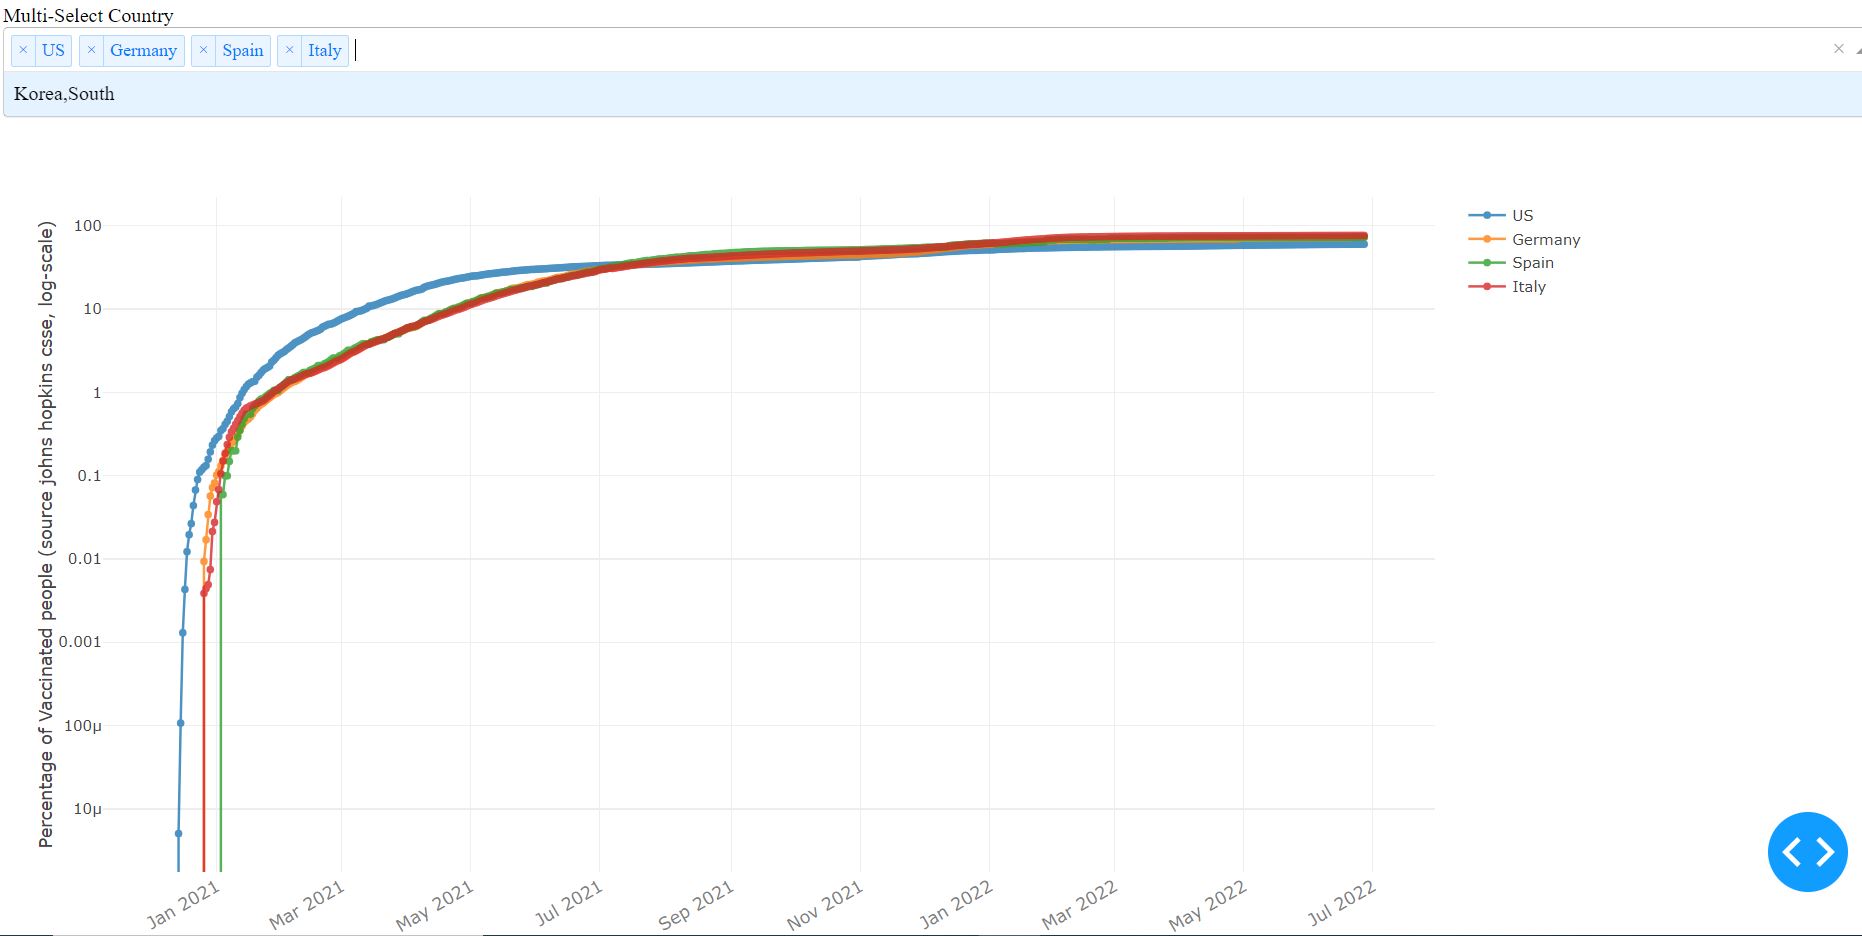 Multi-Select Country
× US × Germany × Spain × Italy ×
Korea,South
Percentage of Vaccinated people (source johns hopkins csse, log-scale)
100
10
1
0.1
0.01
0.001
100μ
10μ
Jan 2021 Mar 2021 May 2021 Jul 2021 Sep 2021 Nov 2021 Jan 2022 Mar 2022 May 2022 Jul 2022
US
Germany
Spain
Italy